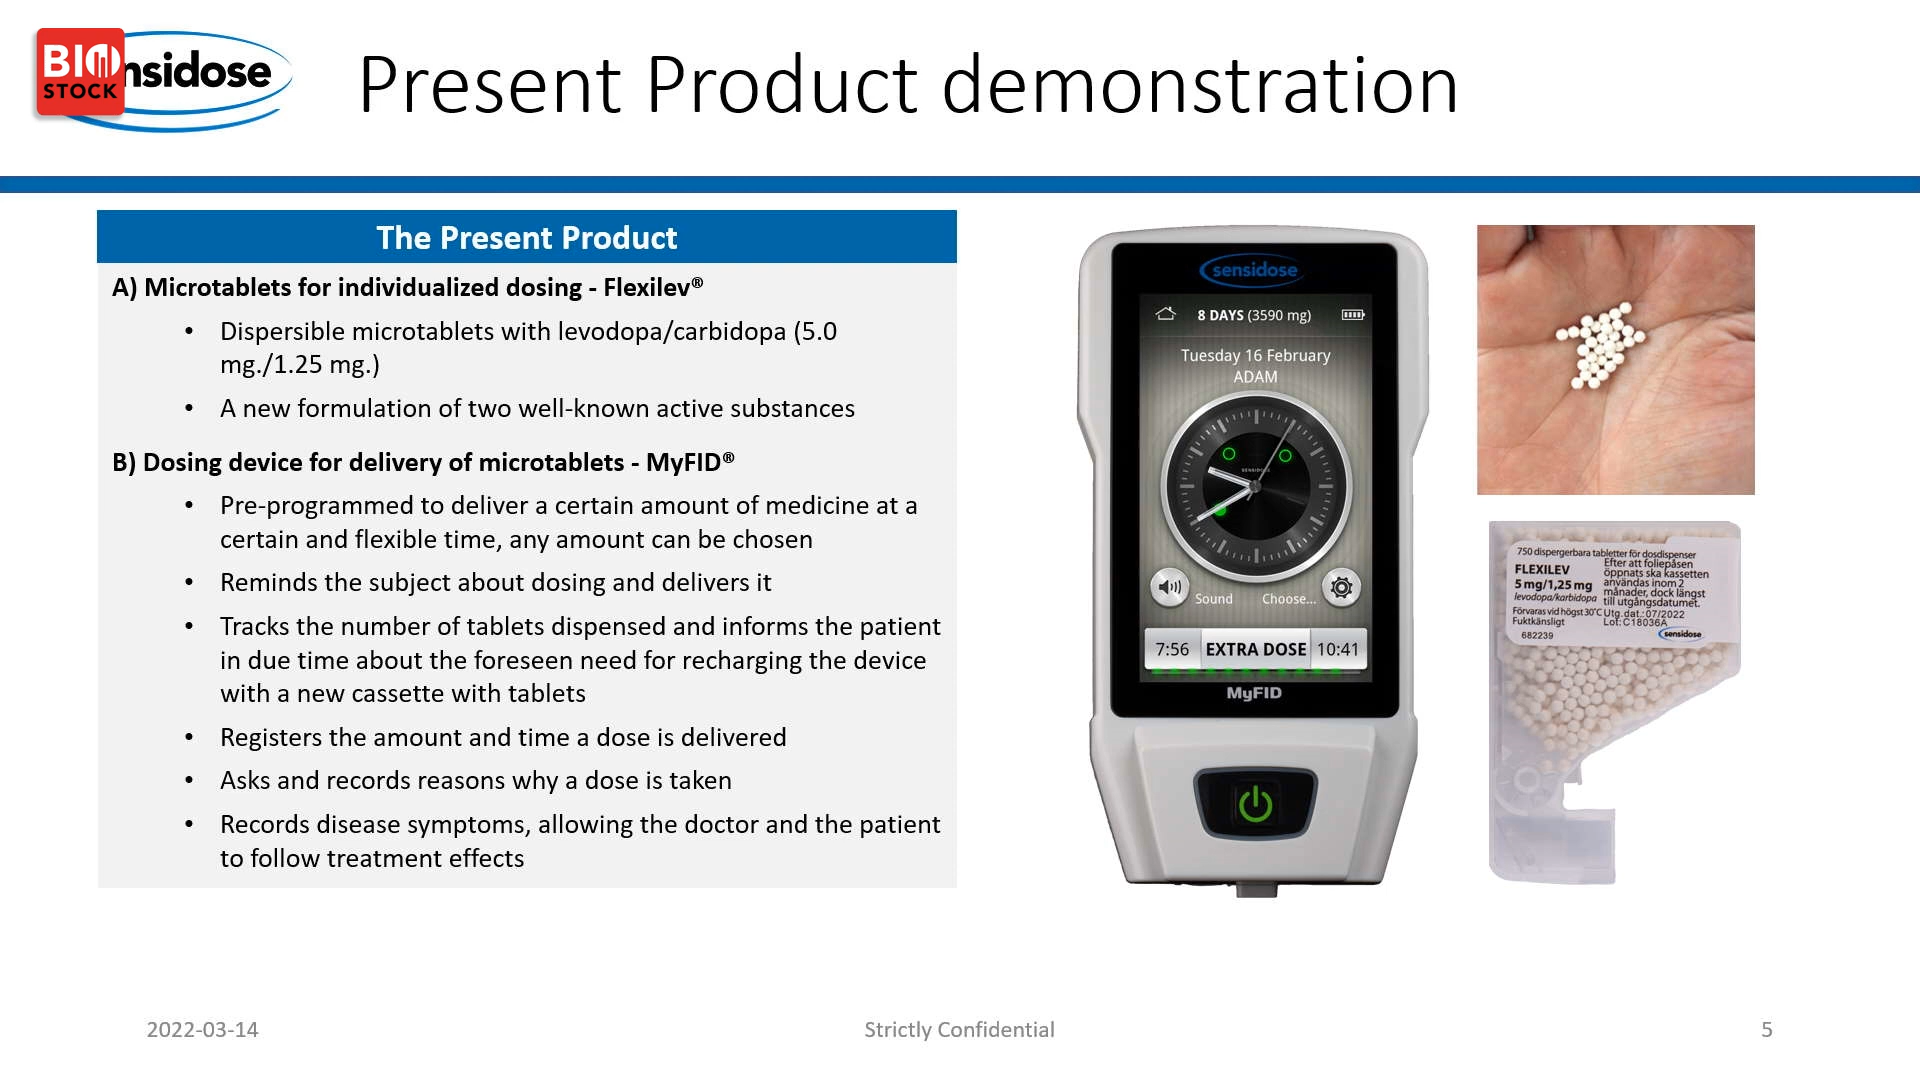 BIO
STOCK
nsidose
Present Product demonstration
The Present Product
A) Microtablets for individualized dosing - Flexilev®
• Dispersible microtablets with levodopa/carbidopa (5.0
mg./1.25 mg.)
• A new formulation of two well-known active substances
B) Dosing device for delivery of microtablets - MyFID®
• Pre-programmed to deliver a certain amount of medicine at a
certain and flexible time, any amount can be chosen
• Reminds the subject about dosing and delivers it
• Tracks the number of tablets dispensed and informs the patient
in due time about the foreseen need for recharging the device
with a new cassette with tablets
• Registers the amount and time a dose is delivered
• Asks and records reasons why a dose is taken
• Records disease symptoms, allowing the doctor and the patient
to follow treatment effects
sensidose
8 DAYS (3590 mg)
Tuesday 16 February
ADAM
SENSIDOSE
Sound Choose...
7:56 EXTRA DOSE 10:41
MyFID
750 dispergerbara tabletter för dosdispenser
FLEXILEV
5 mg/1,25 mg
levodopa/karbidopa
Förvaras vid högst 30°C
Fuktkänsligt
682239
Efter att foliepåsen
öppnats ska kassetten
användas inom 2
månader, dock längst
till utgångsdatumet.
Utg.dat.: 07/2022
Lot: C18036A
sensidose
2022-03-14
Strictly Confidential
5